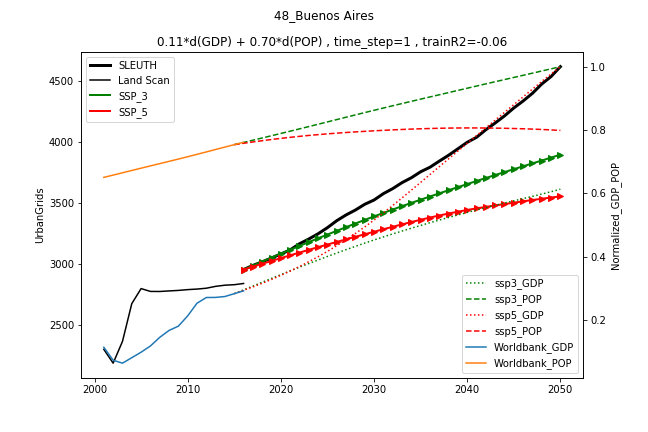 48_Buenos Aires
0.11*d(GDP) + 0.70*d(POP) , time_step=1 , trainR2=-0.06
SLEUTH
Land Scan
SSP_3
SSP_5
4500
4000
3500
3000
2500
UrbanGrids
1.0
0.8
0.6
0.4
0.2
Normalized_GDP_POP
ssp3_GDP
ssp3_POP
ssp5_GDP
ssp5_POP
Worldbank_GDP
Worldbank_POP
2000
2010
2020
2030
2040
2050